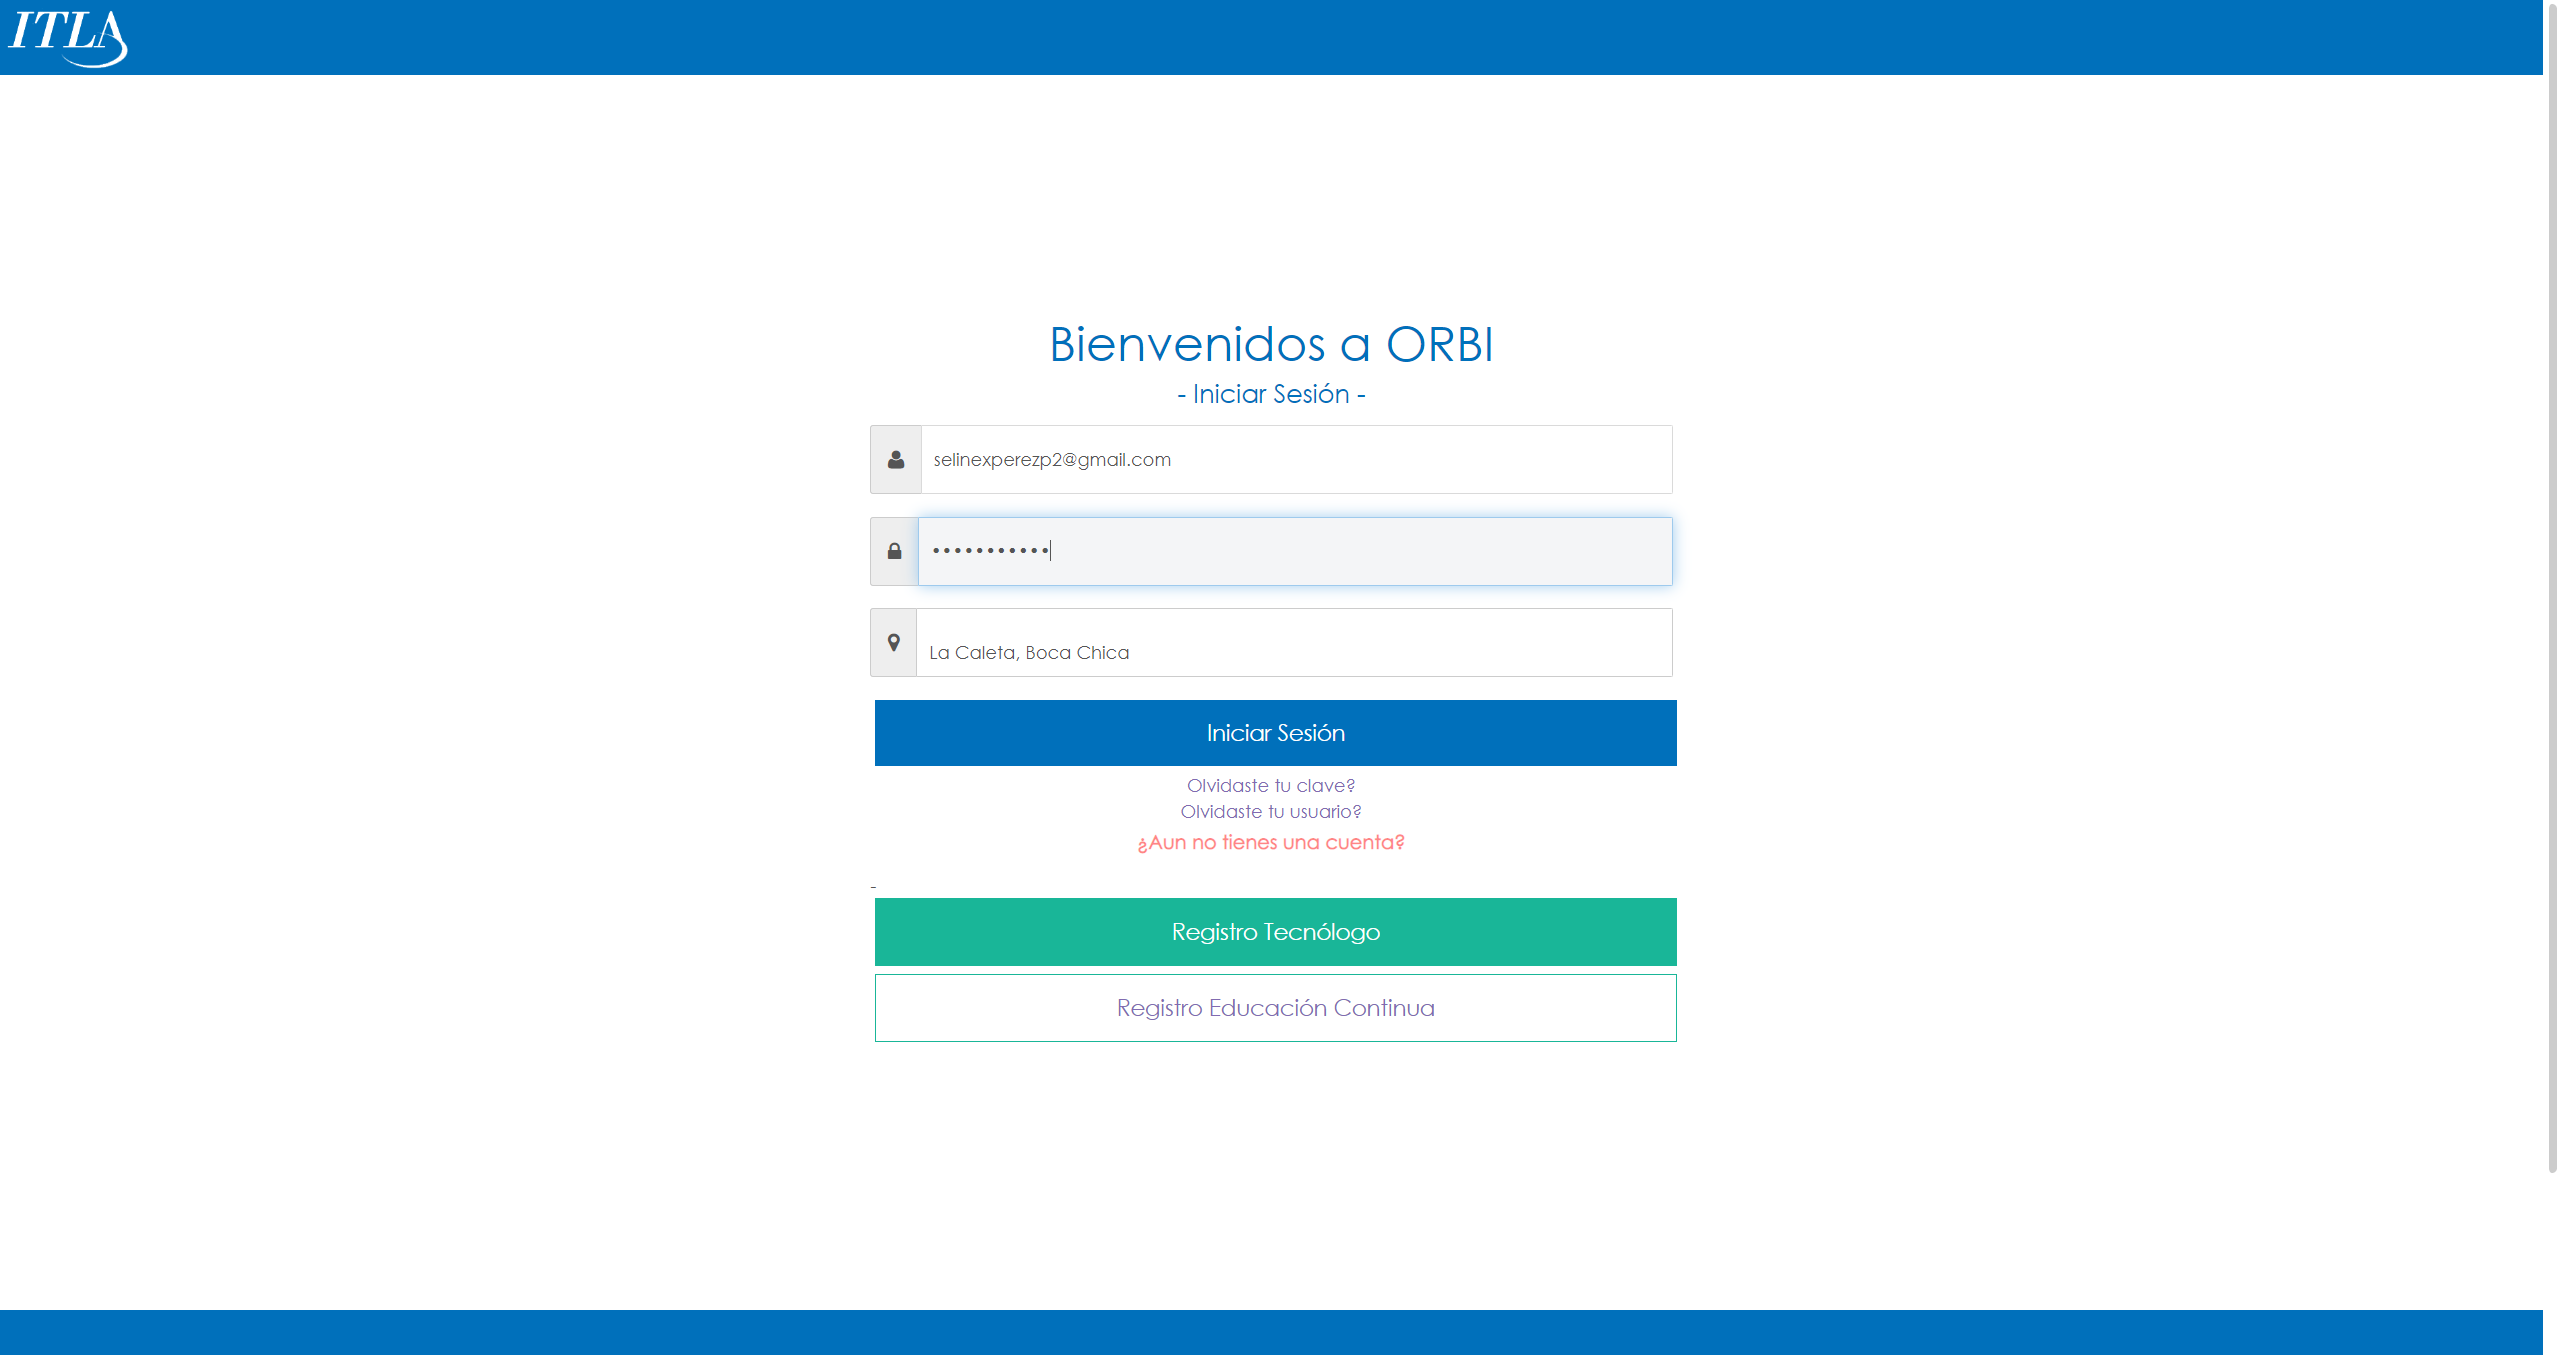 ITLA
Bienvenidos a ORBI
- Iniciar Sesión -
selinexperezp2@gmail.com
•••••••••••
La Caleta, Boca Chica
Iniciar Sesión
Olvidaste tu clave?
Olvidaste tu usuario?
¿Aun no tienes una cuenta?
-
Registro Tecnólogo
Registro Educación Continua